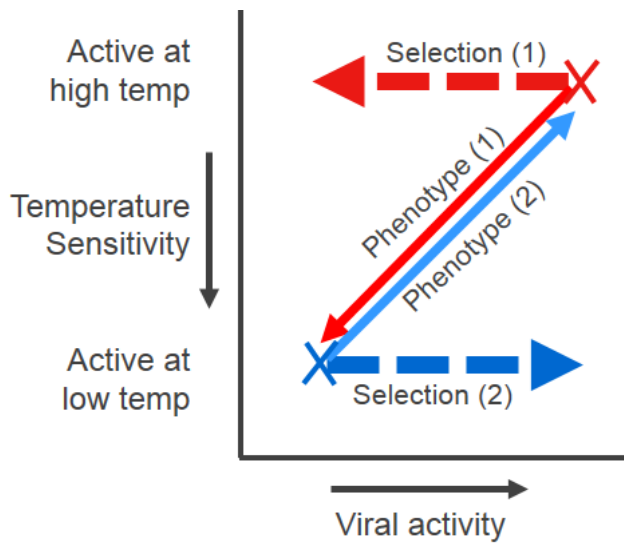 Active at
high temp
Selection (1)
Phenotype (1)
Phenotype (2)
Temperature
Sensitivity
Active at
low temp
Selection (2)
Viral activity